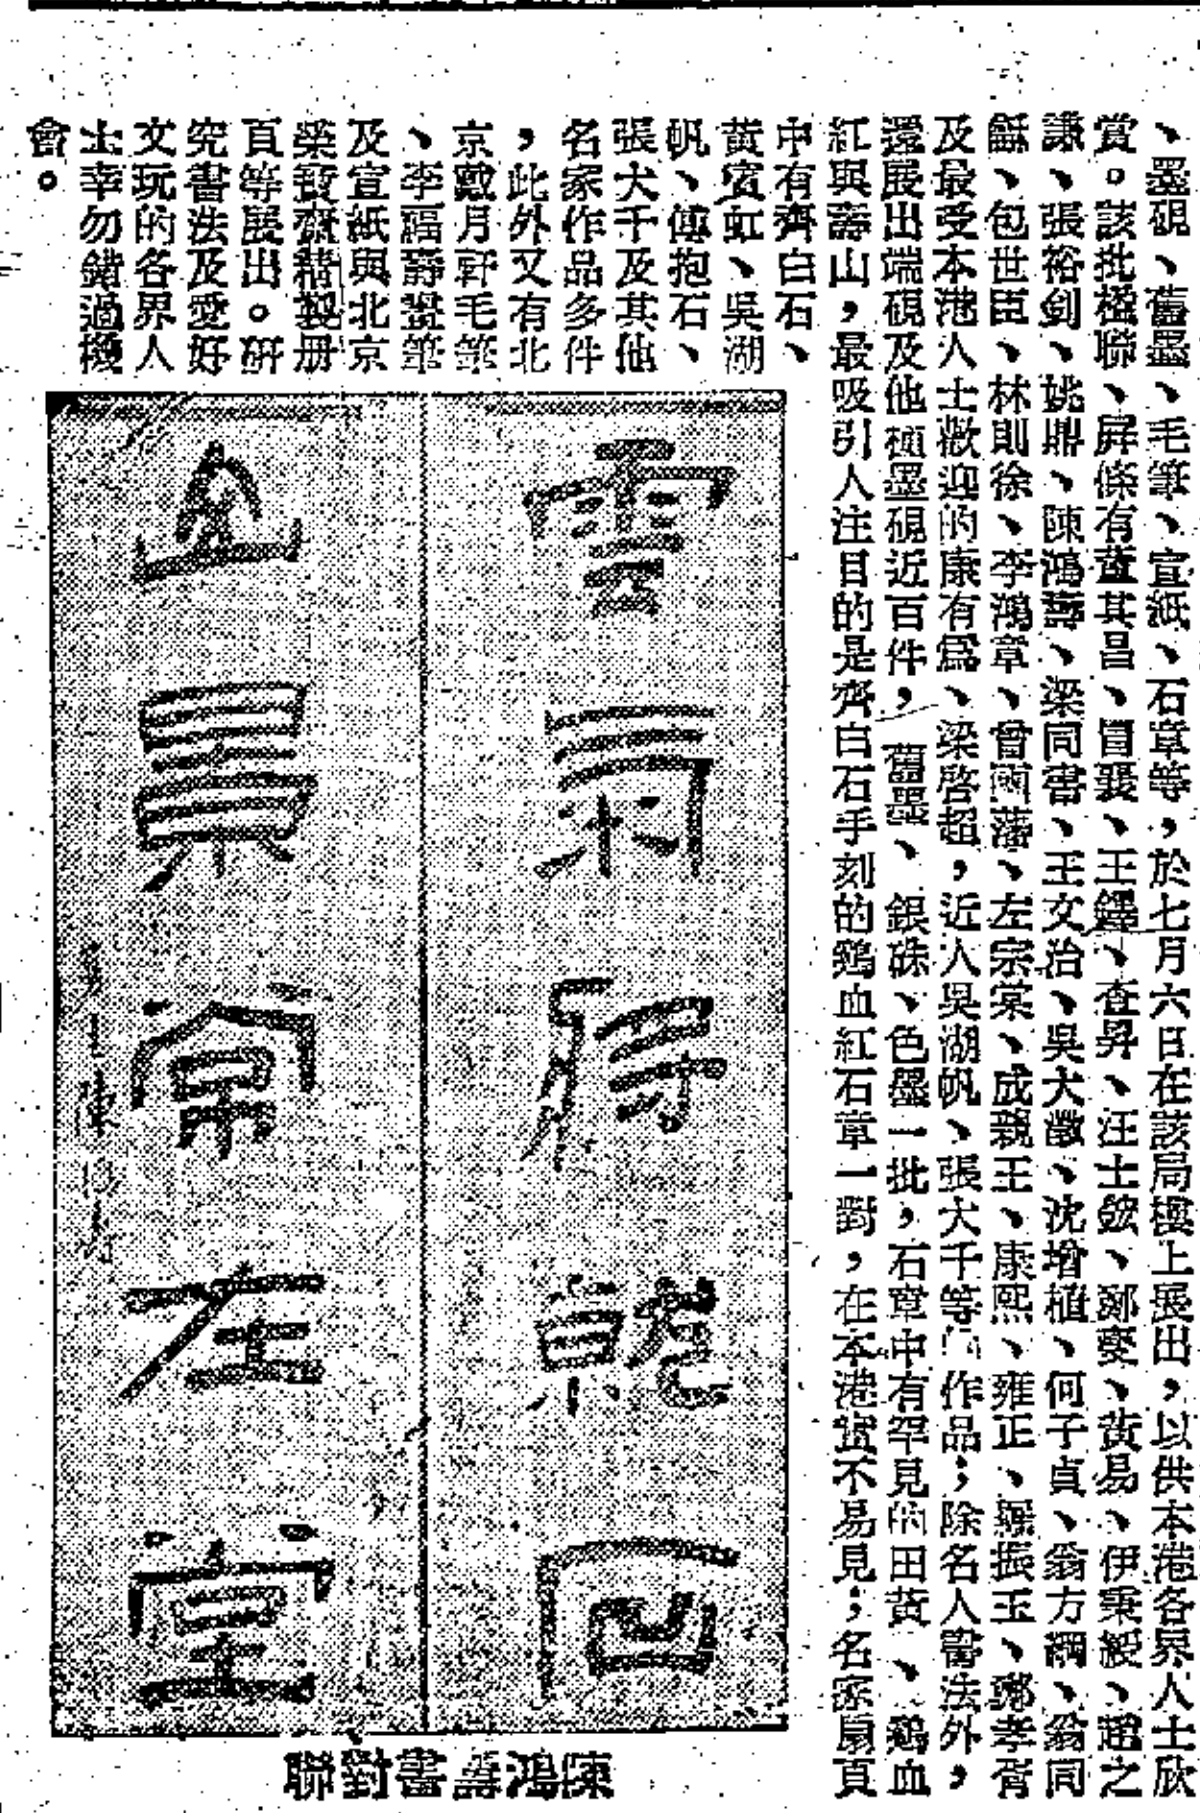 、墨硯、舊墨、毛筆、宣紙、石章等，於七月六日在該局樓上展出，以供本港各界人士欣
賞。該批楹聯、屏條有董其昌、冒襄、王鐸、查昇、汪士鋐、鄭燮、黃易、伊秉綬、趙之
謙、張裕釗、姚鼎、陳鴻壽、梁同書、王文治、吳大澂、沈增植、何子貞、翁方綱、翁同
龢、包世臣、林則徐、李鴻章、曾國藩、左宗棠、成親王、康熙、雍正、羅振玉、鄭孝胥
及最受本港人士歡迎的康有爲、梁啓超，近人吳湖帆、張大千等作品；除名人書法外，
還展出端硯及他種墨硯近百件，舊墨、銀硃、色墨一批，石章中有罕見的田黃、鷄血
紅與壽山，最吸引人注目的是齊白石手刻的鷄血紅石章一對，在本港實不易見；名家扇頁
中有齊白石、
黃賓虹、吳湖
帆、傅抱石、
張大千及其他
名家作品多件
，此外又有北
京戴月軒毛筆
、李福壽畫筆
及宣紙與北京
榮寶齋精製册
頁等展出。研
究書法及愛好
文玩的各界人
士幸勿錯過機
會。
雲氣
山景常在堂
陳鴻壽書對聯